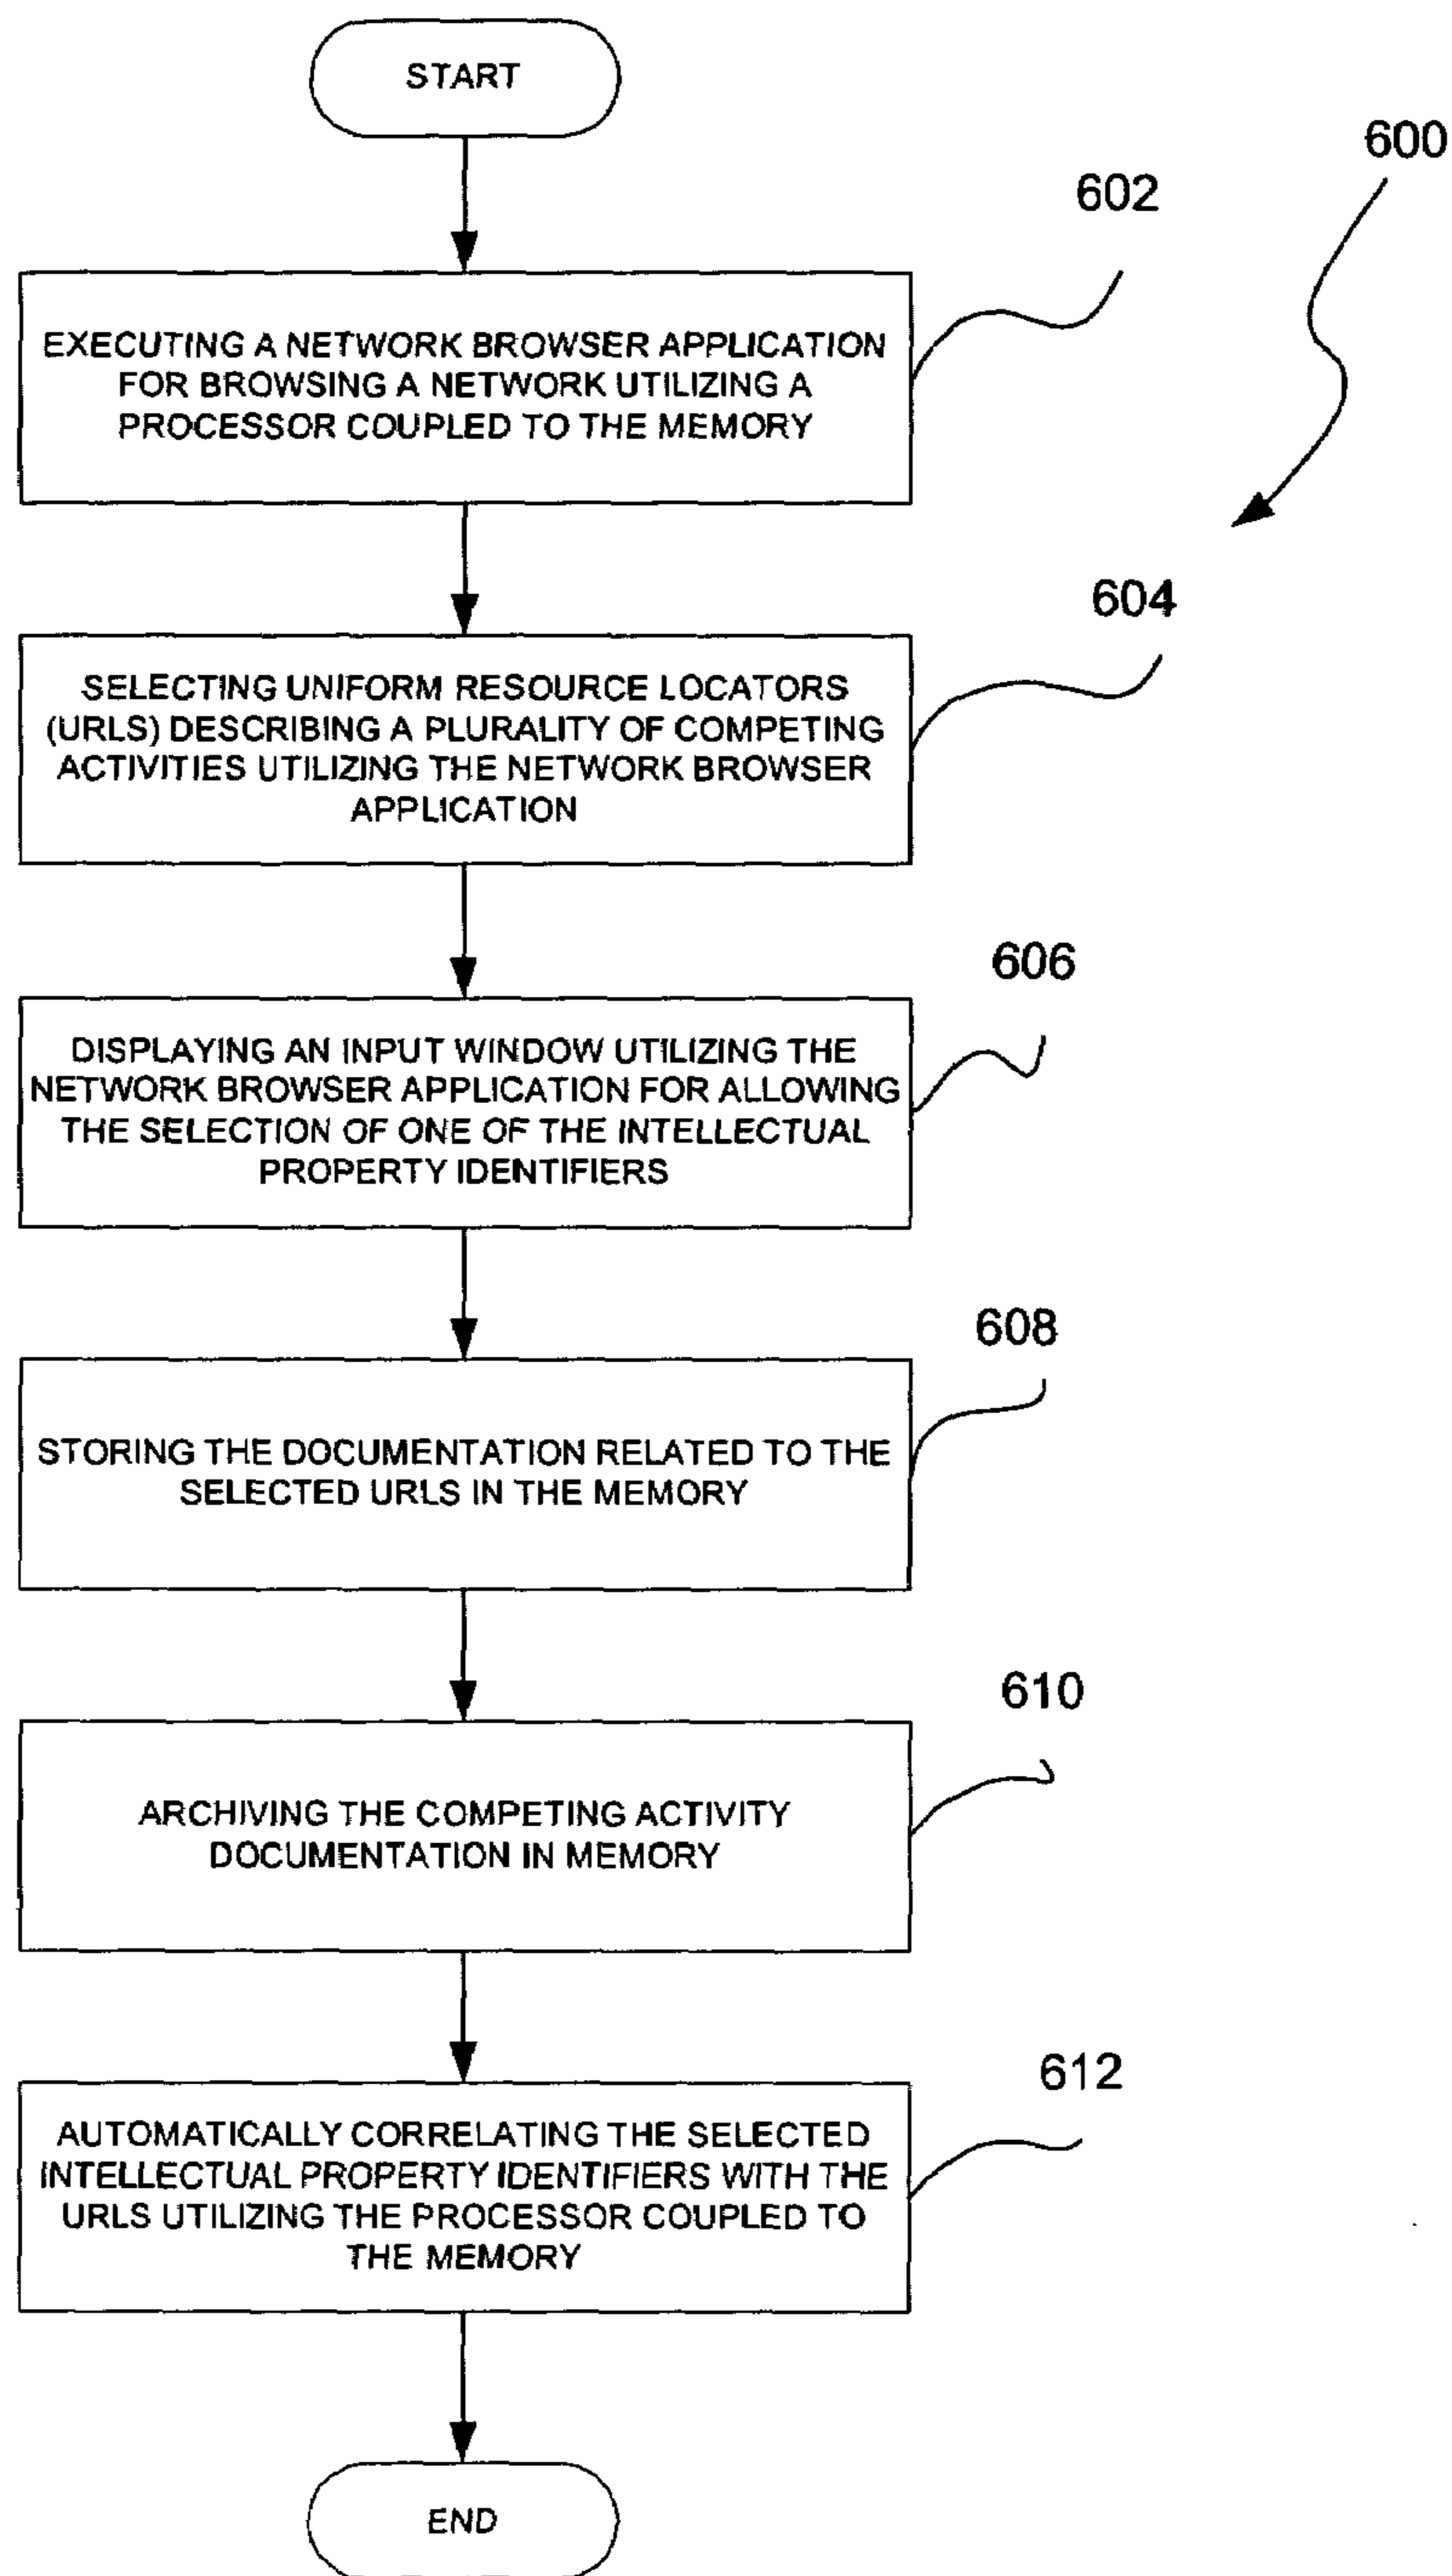 START
600
602
EXECUTING A NETWORK BROWSER APPLICATION
FOR BROWSING A NETWORK UTILIZING A
PROCESSOR COUPLED TO THE MEMORY
604
SELECTING UNIFORM RESOURCE LOCATORS
(URLS) DESCRIBING A PLURALITY OF COMPETING
ACTIVITIES UTILIZING THE NETWORK BROWSER
APPLICATION
606
DISPLAYING AN INPUT WINDOW UTILIZING THE
NETWORK BROWSER APPLICATION FOR ALLOWING
THE SELECTION OF ONE OF THE INTELLECTUAL
PROPERTY IDENTIFIERS
608
STORING THE DOCUMENTATION RELATED TO THE
SELECTED URLS IN THE MEMORY
610
ARCHIVING THE COMPETING ACTIVITY
DOCUMENTATION IN MEMORY
612
AUTOMATICALLY CORRELATING THE SELECTED
INTELLECTUAL PROPERTY IDENTIFIERS WITH THE
URLS UTILIZING THE PROCESSOR COUPLED TO
THE MEMORY
END